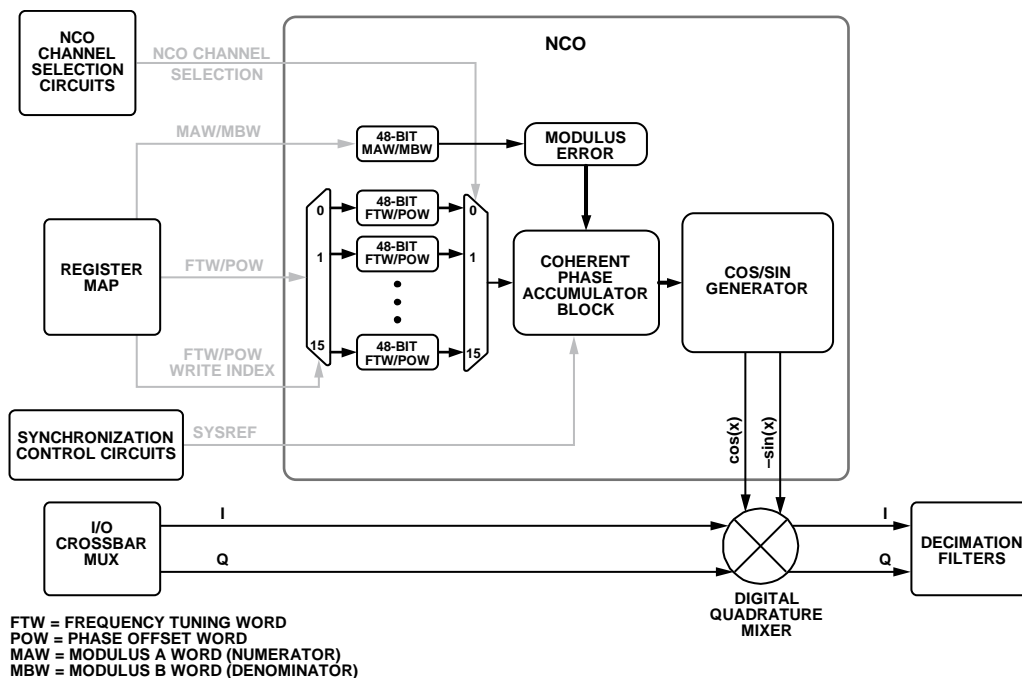 NCO
CHANNEL
SELECTION
CIRCUITS
NCO CHANNEL
SELECTION
NCO
MAW/MBW
48-BIT
MAW/MBW
MODULUS
ERROR
REGISTER
MAP
FTW/POW
FTW/POW
WRITE INDEX
0
1
15
48-BIT
FTW/POW
48-BIT
FTW/POW
48-BIT
FTW/POW
0
1
15
COHERENT
PHASE
ACCUMULATOR
BLOCK
COS/SIN
GENERATOR
SYNCHRONIZATION
CONTROL CIRCUITS
SYSREF
cos(x)
–sin(x)
I/O
CROSSBAR
MUX
I
Q
DIGITAL
QUADRATURE
MIXER
I
Q
DECIMATION
FILTERS
FTW = FREQUENCY TUNING WORD
POW = PHASE OFFSET WORD
MAW = MODULUS A WORD (NUMERATOR)
MBW = MODULUS B WORD (DENOMINATOR)